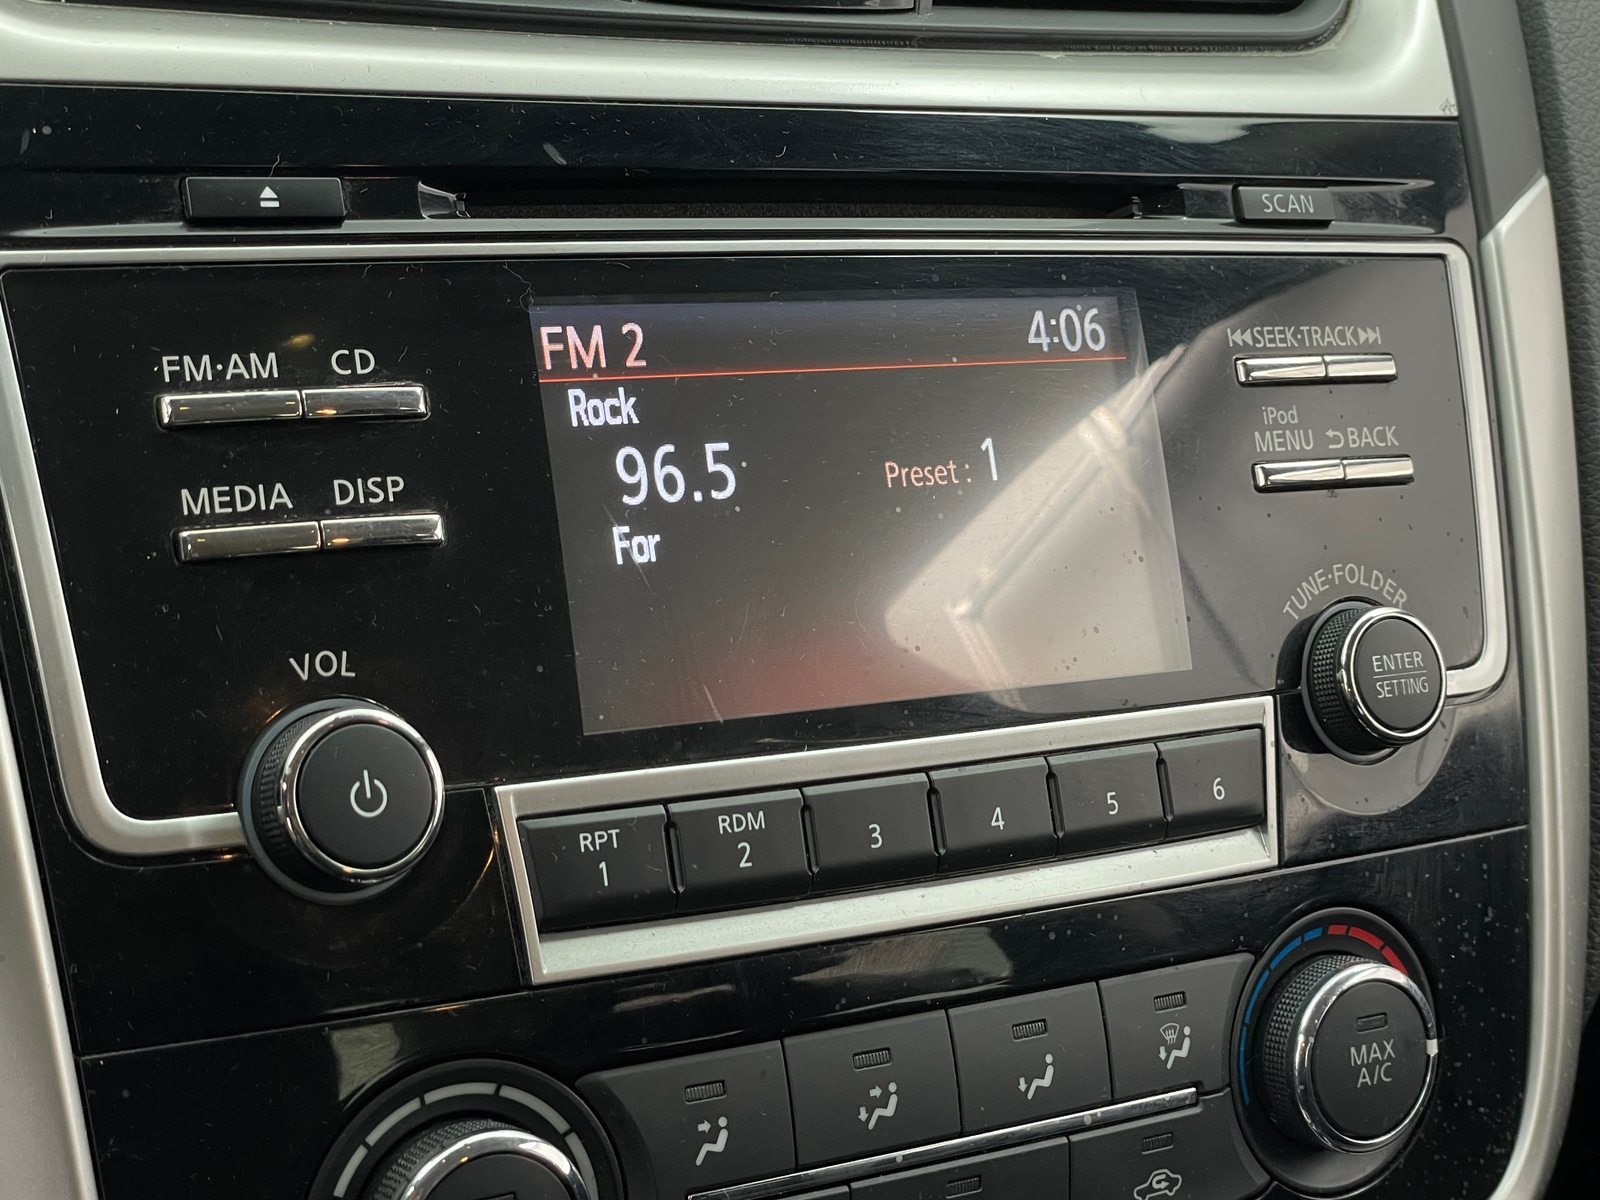 SCAN
FM 2 4:06
Rock
96.5 Preset : 1
For
FM·AM CD
MEDIA DISP
VOL
SEEK·TRACK
iPod
MENU BACK
TUNE·FOLDER
ENTER
SETTING
RPT
1
RDM
2
3
4
5
6
MAX
A/C